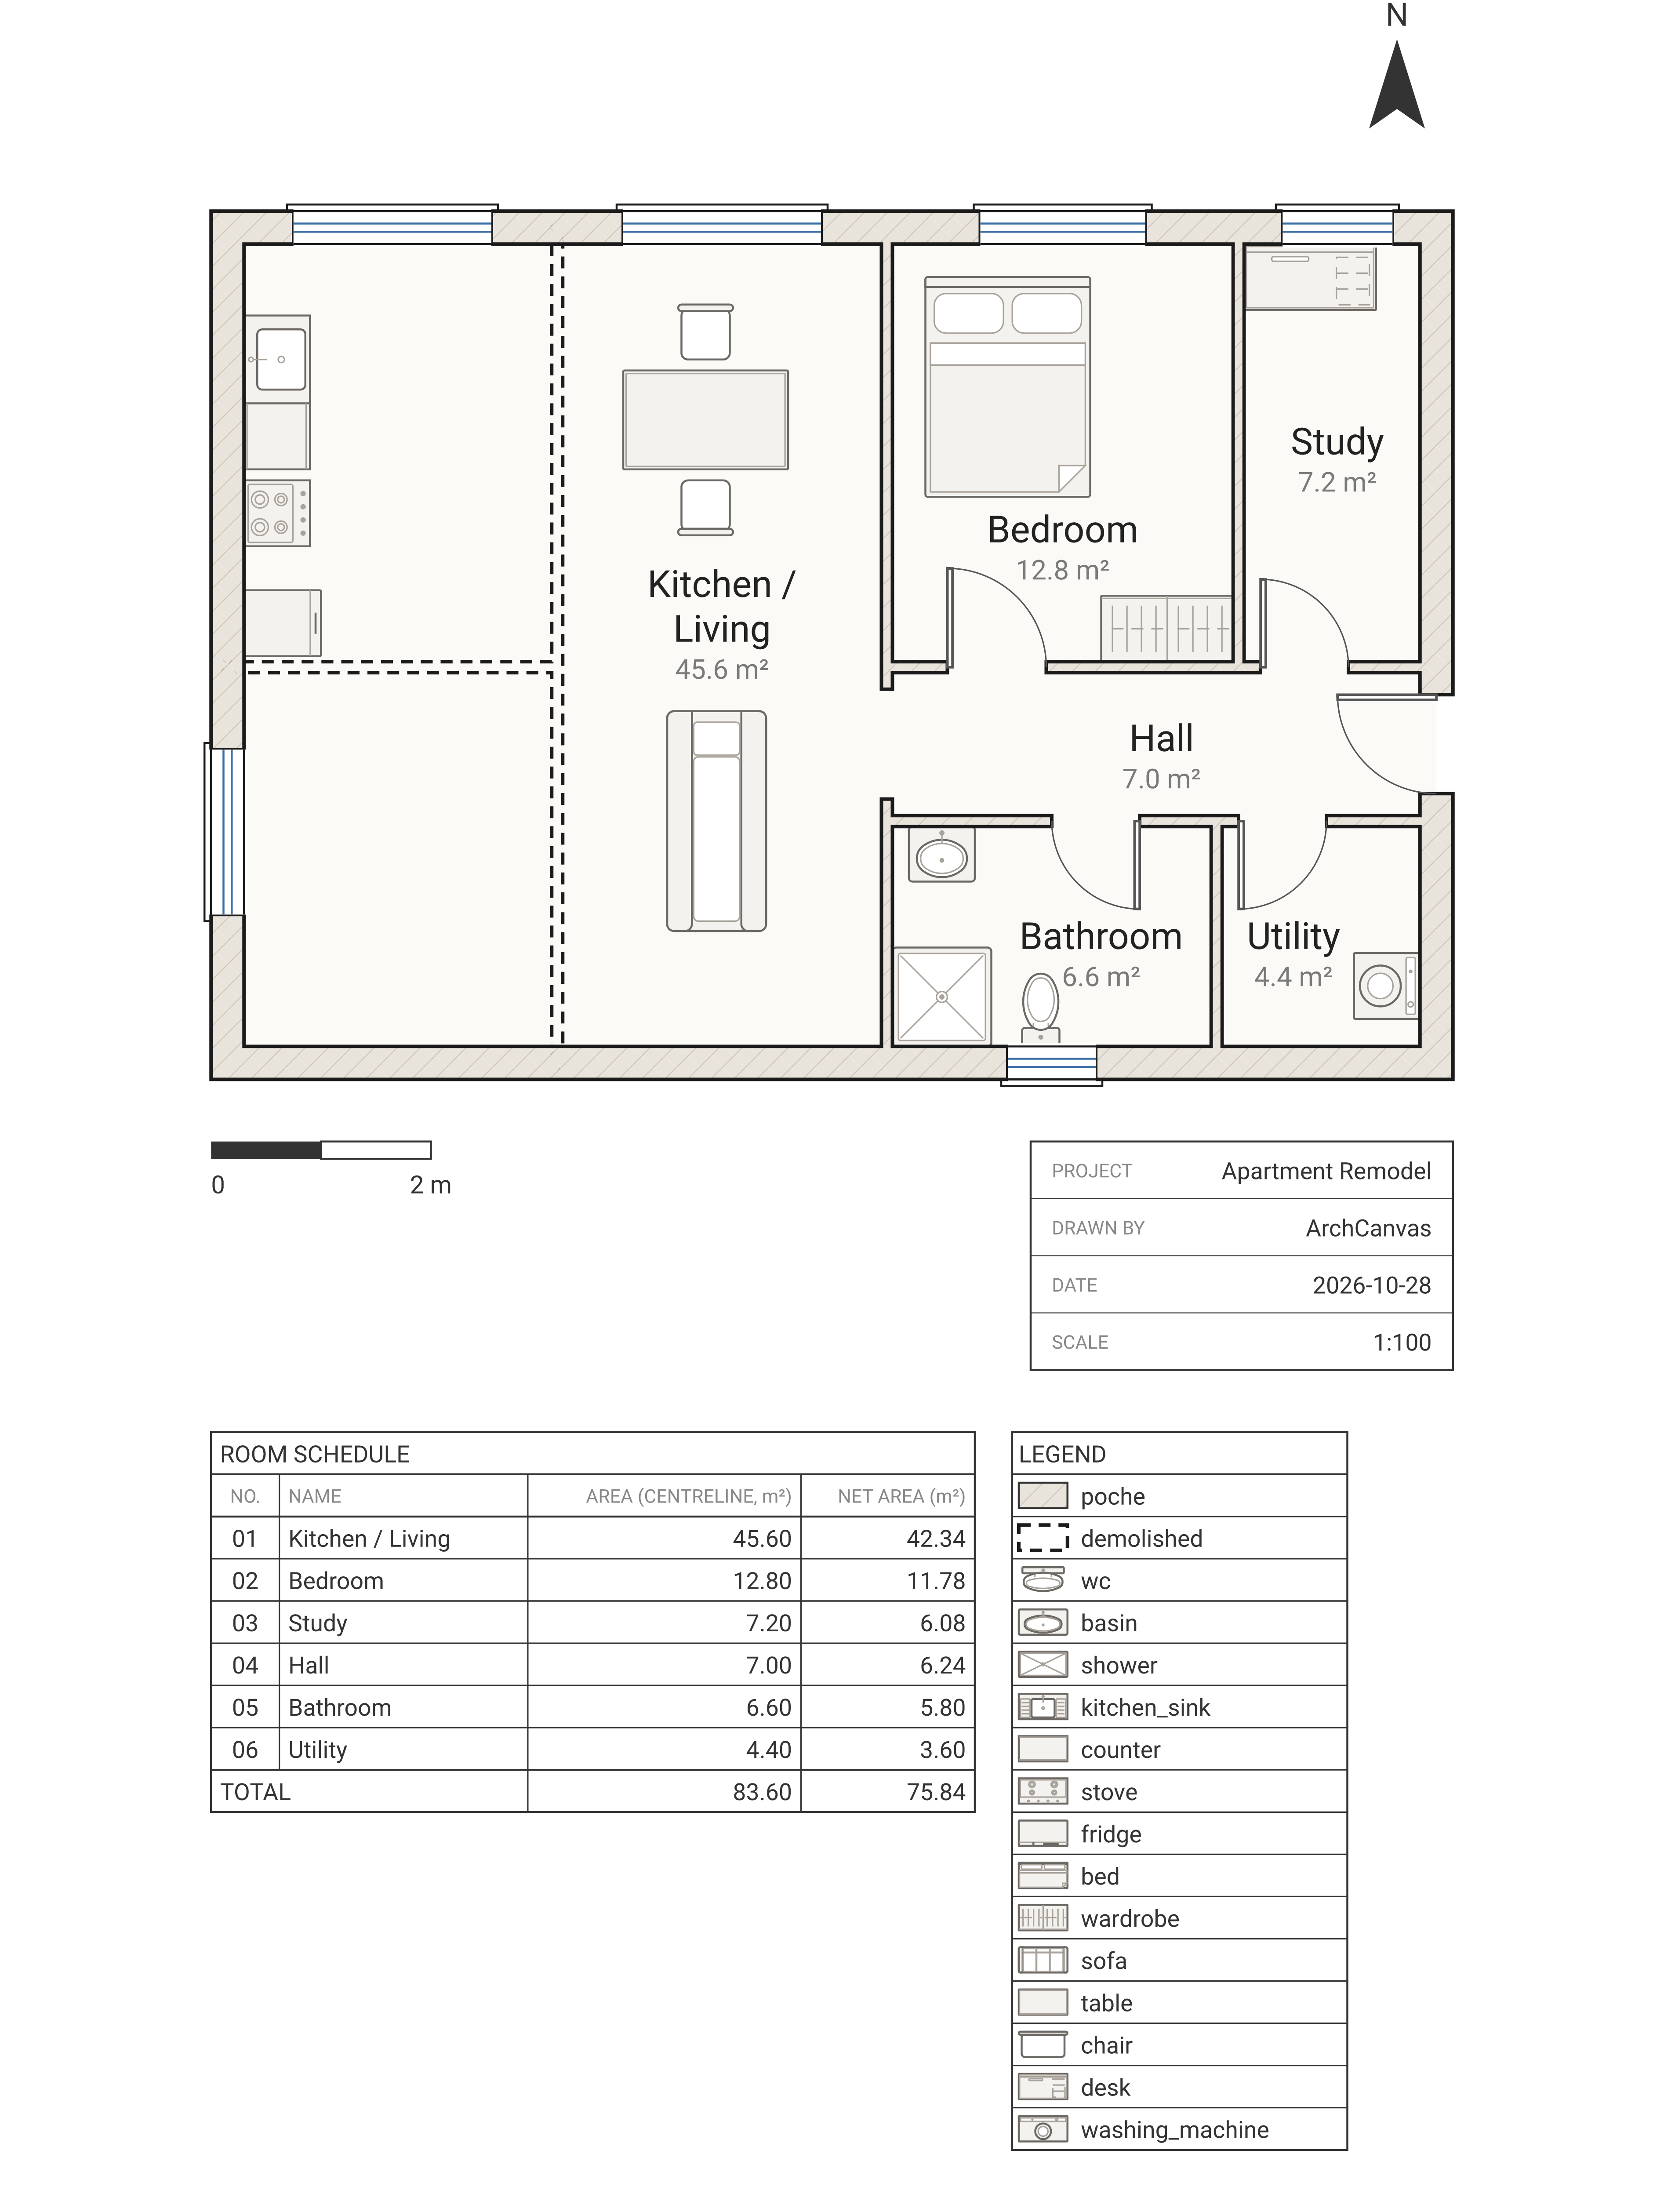 N
Kitchen /
Living
45.6 m²
Bedroom
12.8 m²
Study
7.2 m²
Hall
7.0 m²
Bathroom
6.6 m²
Utility
4.4 m²
0 2 m
PROJECT Apartment Remodel
DRAWN BY ArchCanvas
DATE 2026-10-28
SCALE 1:100
ROOM SCHEDULE
NO. NAME AREA (CENTRELINE, m²) NET AREA (m²)
01 Kitchen / Living 45.60 42.34
02 Bedroom 12.80 11.78
03 Study 7.20 6.08
04 Hall 7.00 6.24
05 Bathroom 6.60 5.80
06 Utility 4.40 3.60
TOTAL 83.60 75.84
LEGEND
poche
demolished
wc
basin
shower
kitchen_sink
counter
stove
fridge
bed
wardrobe
sofa
table
chair
desk
washing_machine